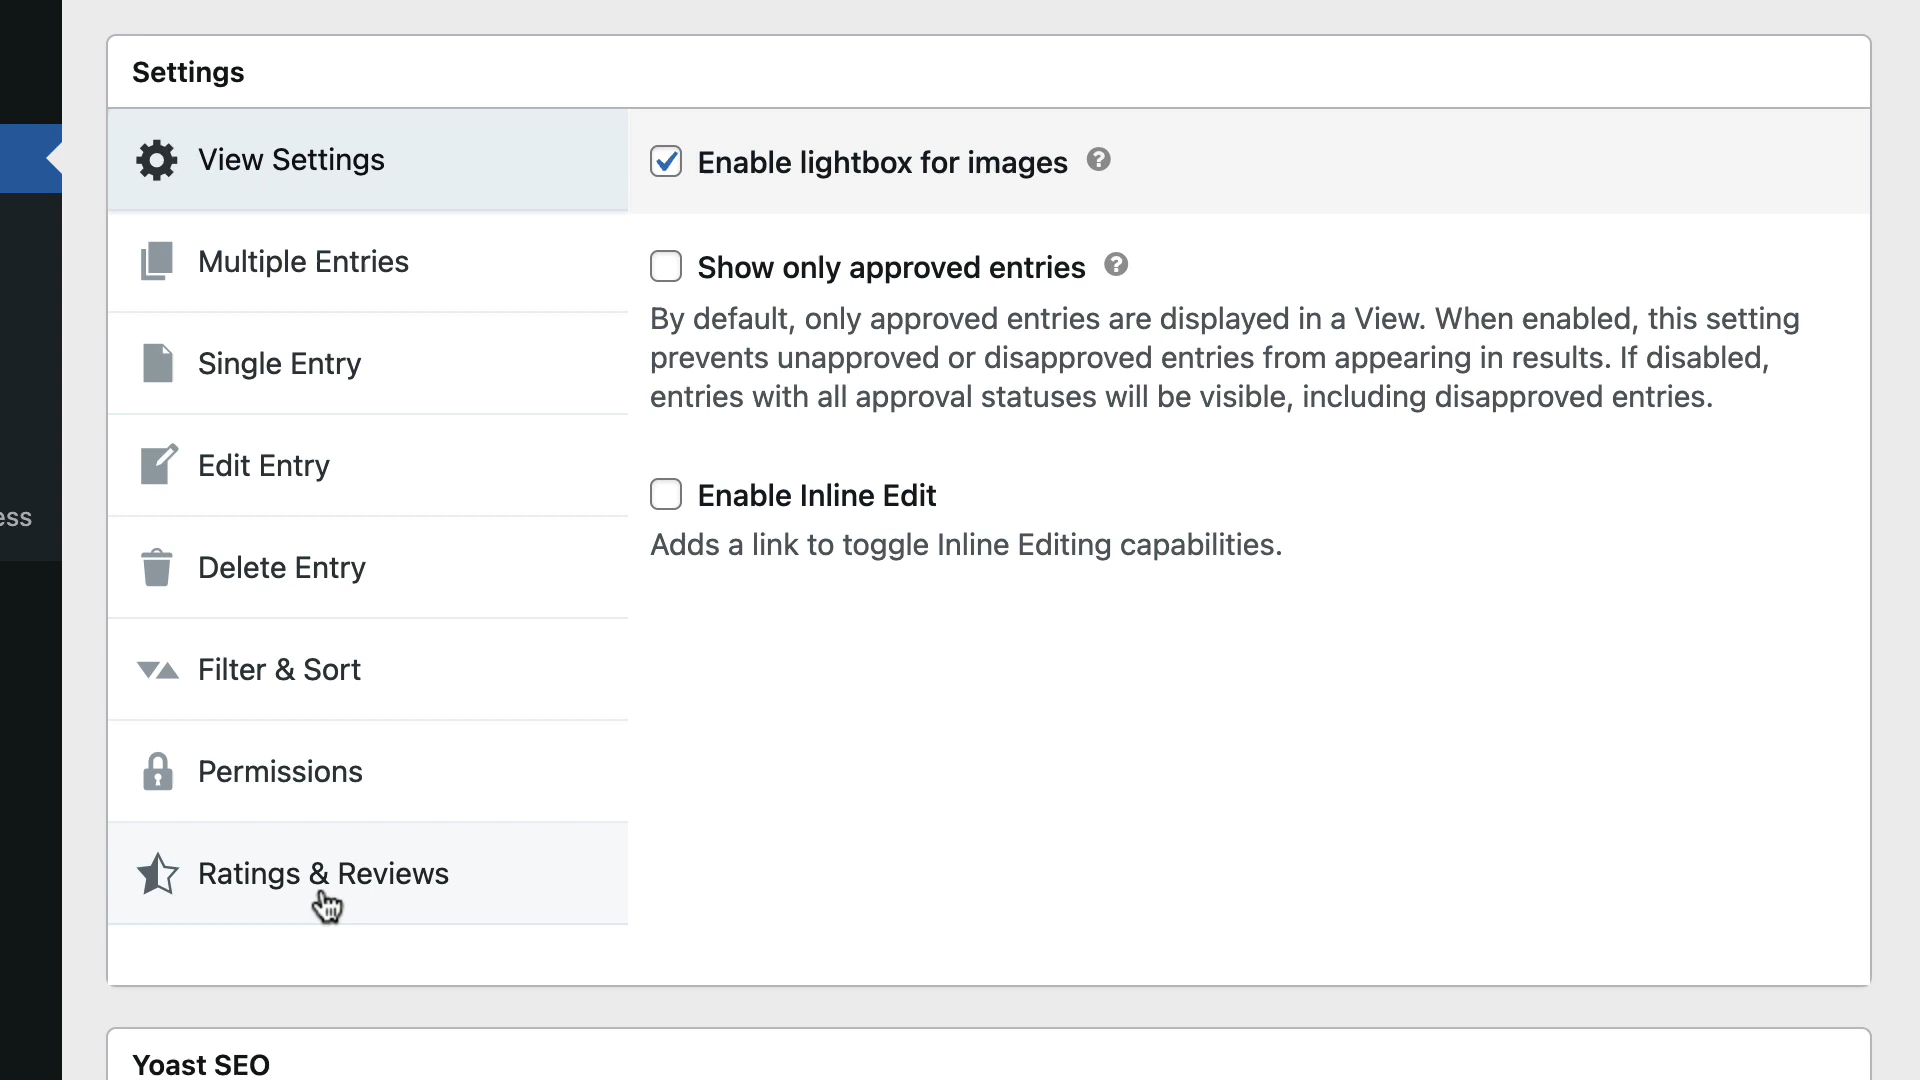 Settings
View Settings
Multiple Entries
Single Entry
Edit Entry
Delete Entry
Filter & Sort
Permissions
Ratings & Reviews
Enable lightbox for images
Show only approved entries
By default, only approved entries are displayed in a View. When enabled, this setting
prevents unapproved or disapproved entries from appearing in results. If disabled,
entries with all approval statuses will be visible, including disapproved entries.
Enable Inline Edit
Adds a link to toggle Inline Editing capabilities.
ess
Yoast SEO